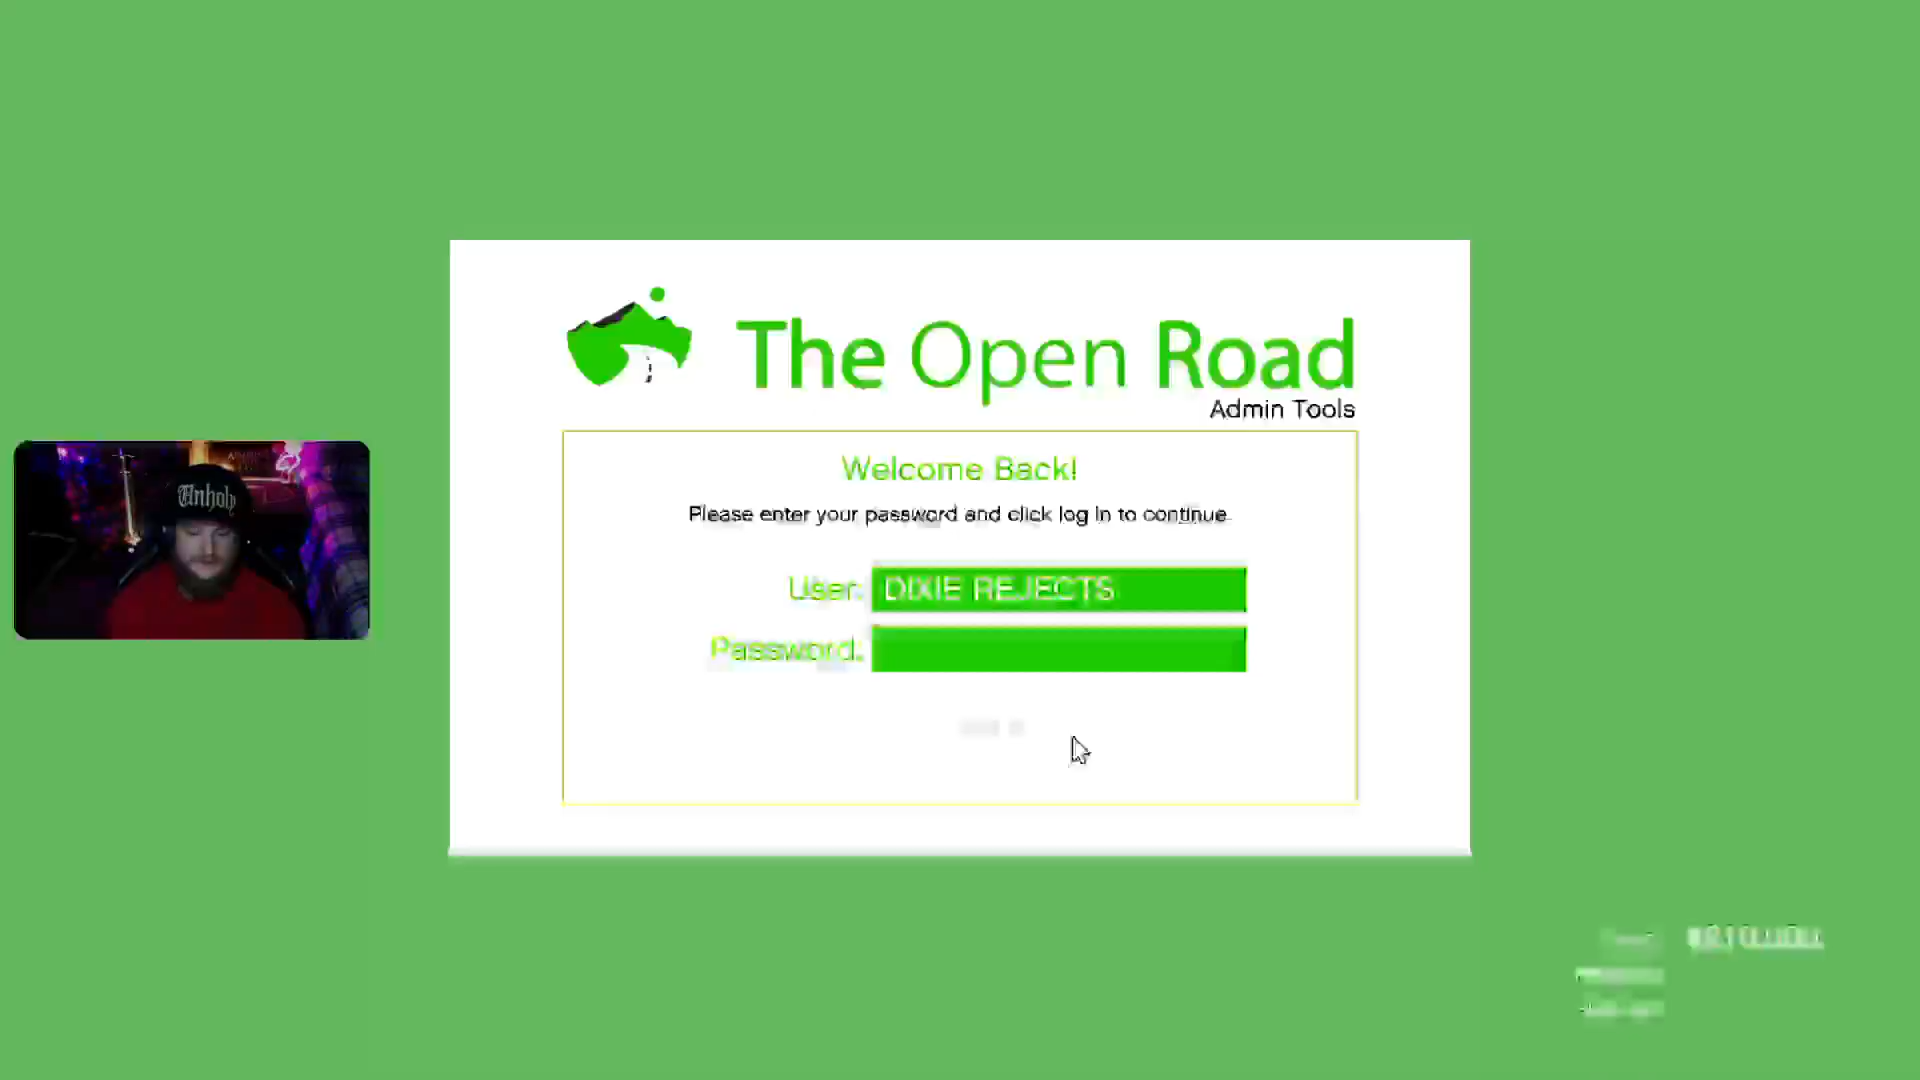 The Open Road
Admin Tools
Welcome Back!
Please enter your password and click log in to continue.
User: DIXIE REJECTS
Password:
Unholy